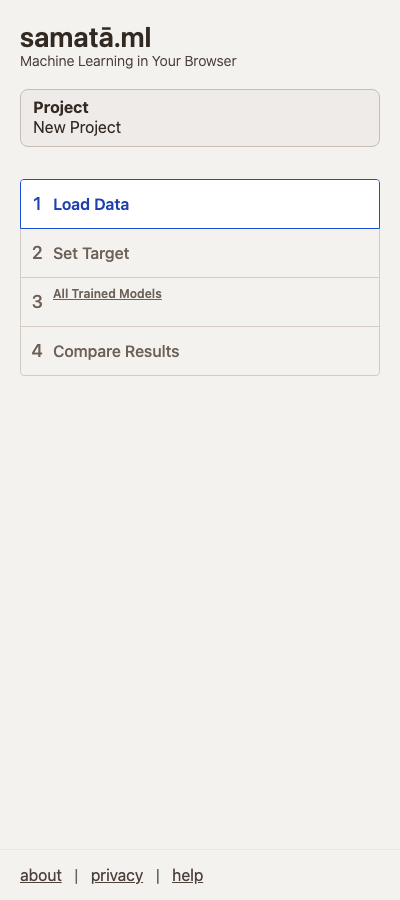 samatā.ml
Machine Learning in Your Browser
Project
New Project
1 Load Data
2 Set Target
3 All Trained Models
4 Compare Results
about | privacy | help